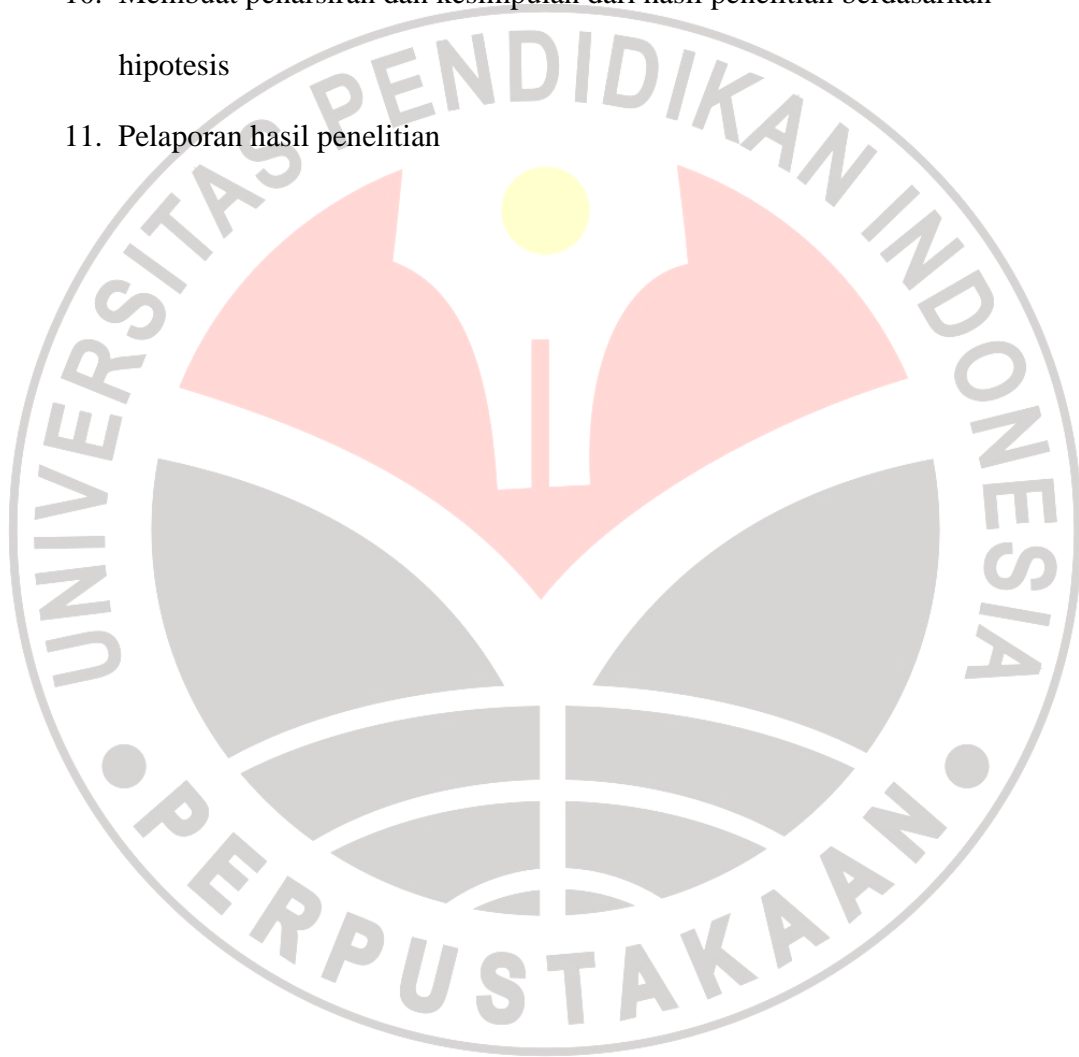 10. Membuat penafsiran dan kesimpulan dari hasil penelitian berdasarkan
hipotesis
11. Pelaporan hasil penelitian
UNIVERSITAS PENDIDIKAN INDONESIA
• PERPUSTAKAAN •